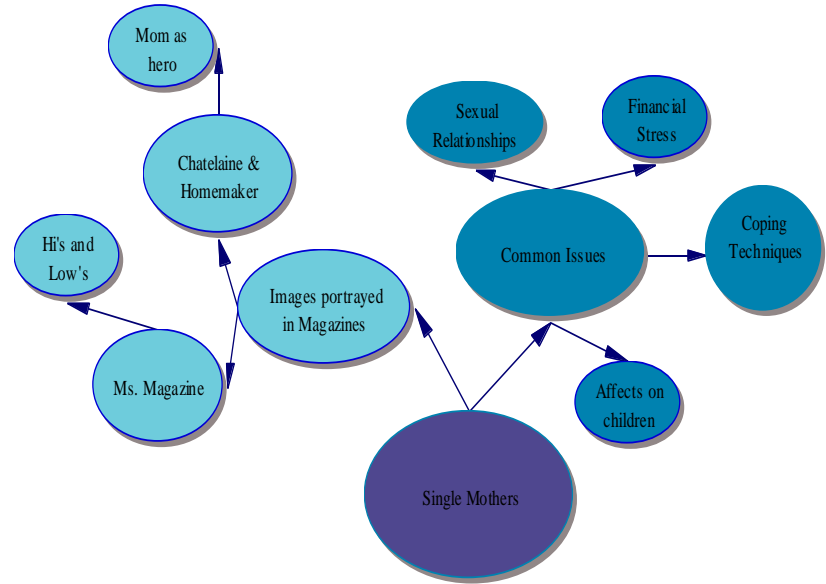 Mom as
hero
Chatelaine &
Homemaker
Hi's and
Low's
Images portrayed
in Magazines
Ms. Magazine
Sexual
Relationships
Financial
Stress
Common Issues
Coping
Techniques
Affects on
children
Single Mothers